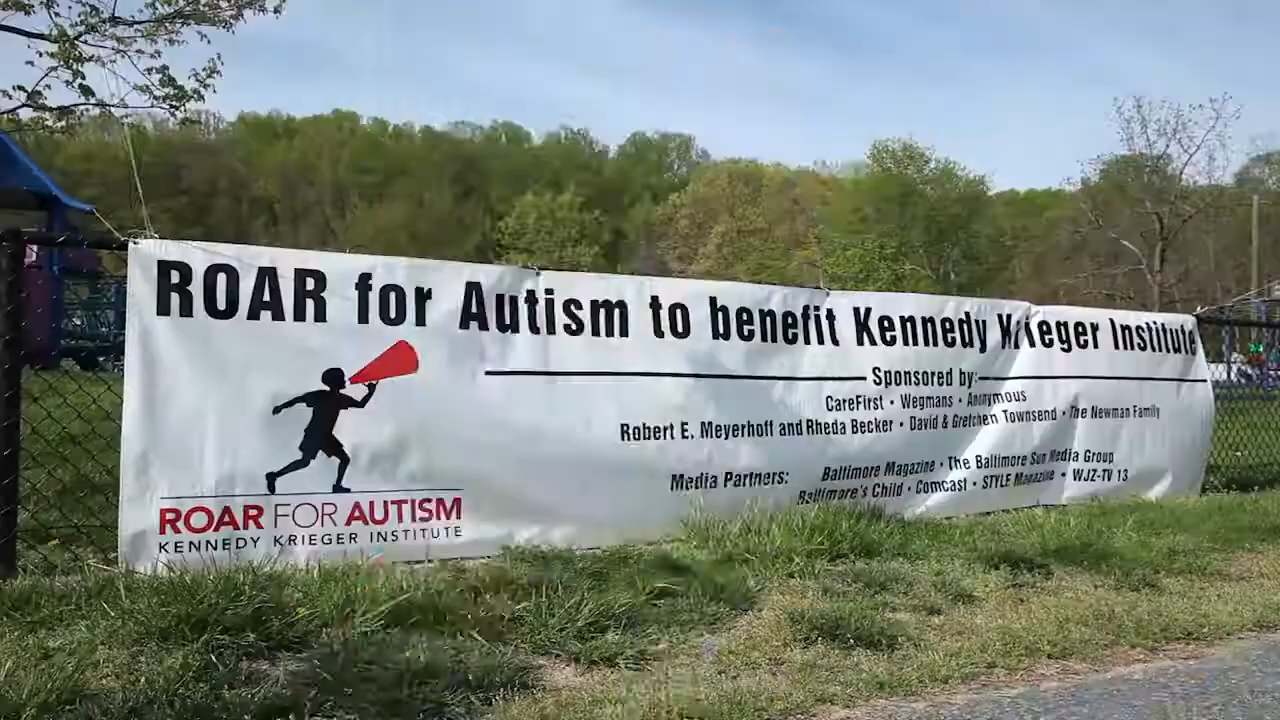 ROAR for Autism to benefit Kennedy Krieger Institute
Sponsored by:
CareFirst • Wegmans • Anonymous
Robert E. Meyerhoff and Rheda Becker • David & Gretchen Townsend • The Newman Family
Media Partners: Baltimore Magazine • The Baltimore Sun Media Group
Baltimore's Child • Comcast • STYLE Magazine • WJZ-TV 13
ROAR FOR AUTISM
KENNEDY KRIEGER INSTITUTE